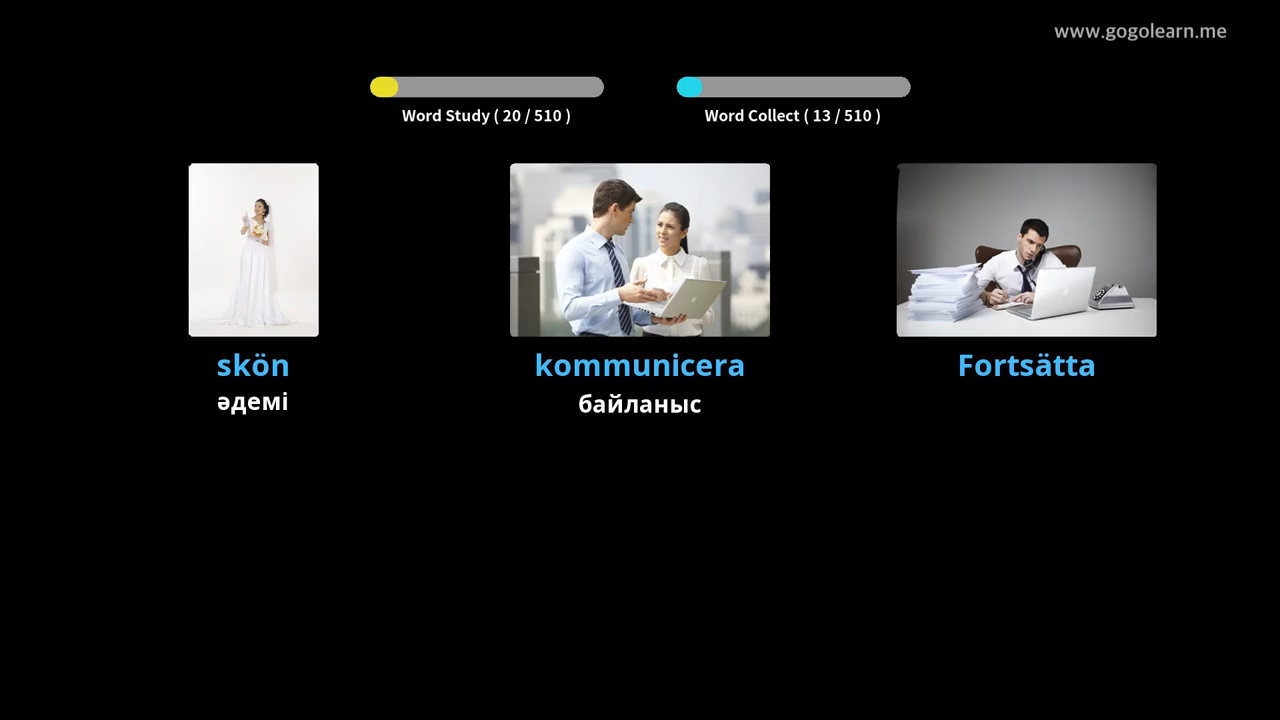 www.gogolearn.me
Word Study ( 20 / 510 )
Word Collect ( 13 / 510 )
skön
kommunicera
Fortsätta
әдемі
байланыс